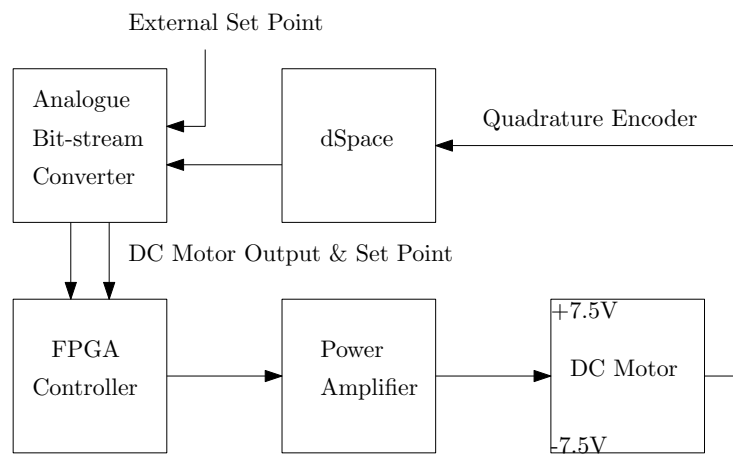 External Set Point
Analogue
Bit-stream
Converter
dSpace
Quadrature Encoder
DC Motor Output & Set Point
FPGA
Controller
Power
Amplifier
+7.5V
DC Motor
-7.5V